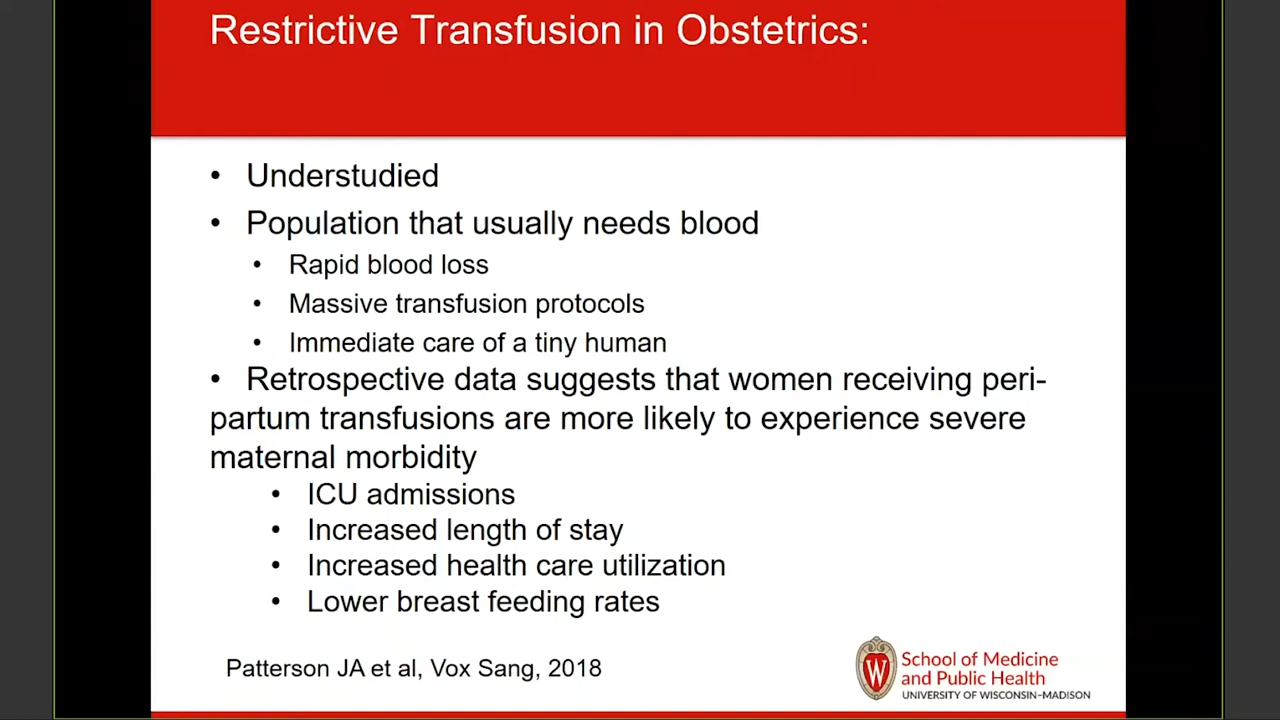 Restrictive Transfusion in Obstetrics:
• Understudied
• Population that usually needs blood
• Rapid blood loss
• Massive transfusion protocols
• Immediate care of a tiny human
• Retrospective data suggests that women receiving peri-
partum transfusions are more likely to experience severe
maternal morbidity
• ICU admissions
• Increased length of stay
• Increased health care utilization
• Lower breast feeding rates
Patterson JA et al, Vox Sang, 2018
W
School of Medicine
and Public Health
UNIVERSITY OF WISCONSIN–MADISON